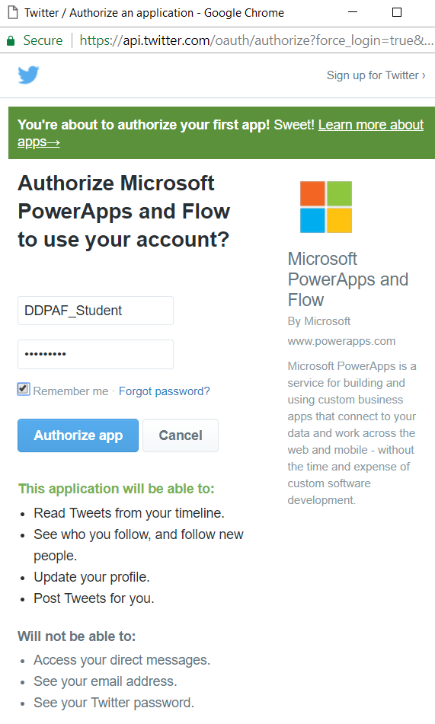 Twitter / Authorize an application - Google Chrome
Secure | https://api.twitter.com/oauth/authorize?force_login=true&...
Sign up for Twitter ›
You're about to authorize your first app! Sweet! Learn more about
apps→
Authorize Microsoft
PowerApps and Flow
to use your account?
DDPAF_Student
•••••••••
Remember me · Forgot password?
Authorize app Cancel
This application will be able to:
• Read Tweets from your timeline.
• See who you follow, and follow new
people.
• Update your profile.
• Post Tweets for you.
Will not be able to:
• Access your direct messages.
• See your email address.
• See your Twitter password.
Microsoft
PowerApps and
Flow
By Microsoft
www.powerapps.com
Microsoft PowerApps is a
service for building and
using custom business
apps that connect to your
data and work across the
web and mobile - without
the time and expense of
custom software
development.